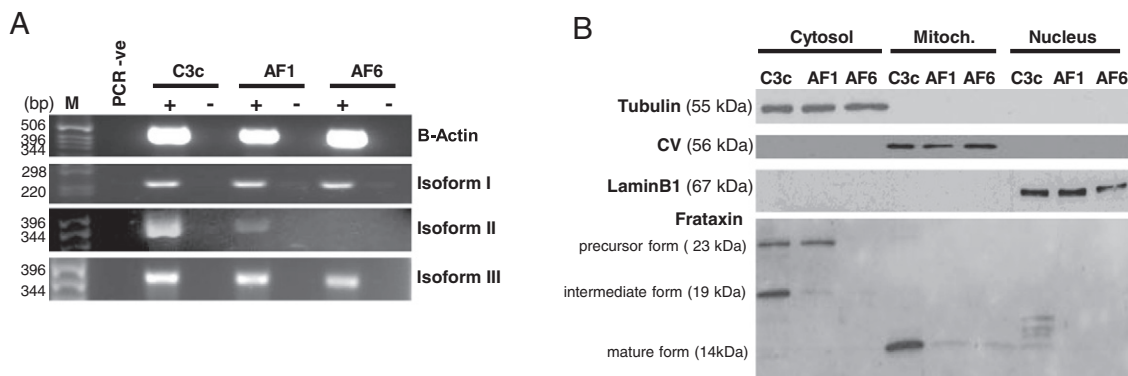 A
PCR -ve
C3c AF1 AF6
(bp) M + - + - + -
506
396
344
B-Actin
298
220
Isoform I
396
344
Isoform II
396
344
Isoform III
B
Cytosol Mitoch. Nucleus
C3c AF1 AF6 C3c AF1 AF6 C3c AF1 AF6
Tubulin (55 kDa)
CV (56 kDa)
LaminB1 (67 kDa)
Frataxin
precursor form ( 23 kDa)
intermediate form (19 kDa)
mature form (14kDa)